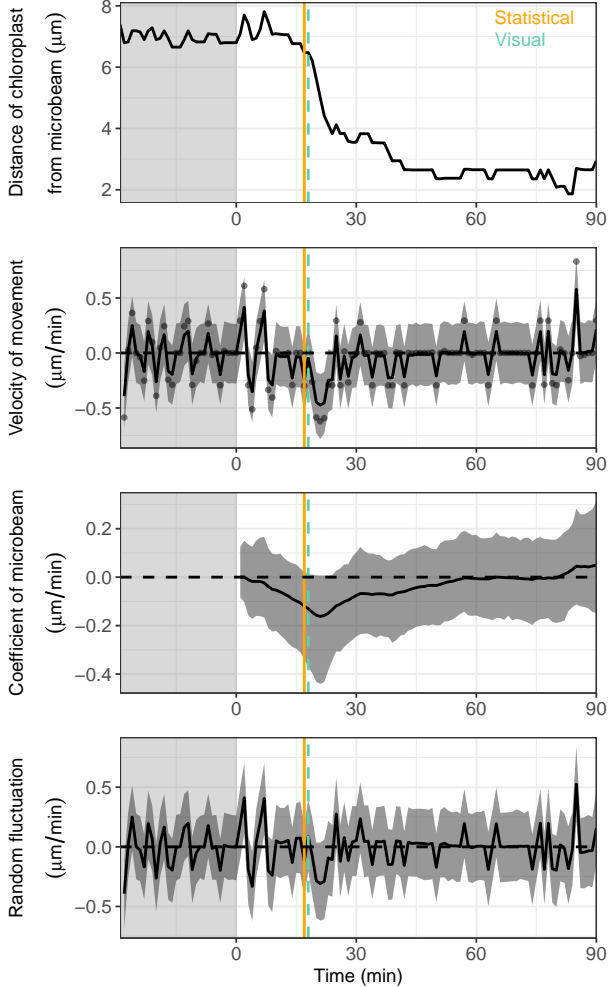 Distance of chloroplast
from microbeam (μm)
8
6
4
2
Statistical
Visual
0
30
60
90
Velocity of movement
(μm/min)
0.5
0.0
−0.5
0
30
60
90
Coefficient of microbeam
(μm/min)
0.2
0.0
−0.2
−0.4
0
30
60
90
Random fluctuation
(μm/min)
0.5
0.0
−0.5
0
30
60
90
Time (min)